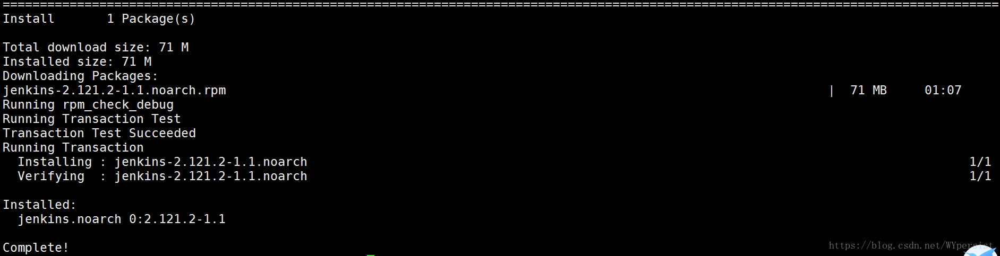 ================================================================================================================================================
Install       1 Package(s)
Total download size: 71 M
Installed size: 71 M
Downloading Packages:
jenkins-2.121.2-1.1.noarch.rpm | 71 MB 01:07
Running rpm_check_debug
Running Transaction Test
Transaction Test Succeeded
Running Transaction
  Installing : jenkins-2.121.2-1.1.noarch 1/1
  Verifying  : jenkins-2.121.2-1.1.noarch 1/1
Installed:
  jenkins.noarch 0:2.121.2-1.1
Complete!
https://blog.csdn.net/WYpersist